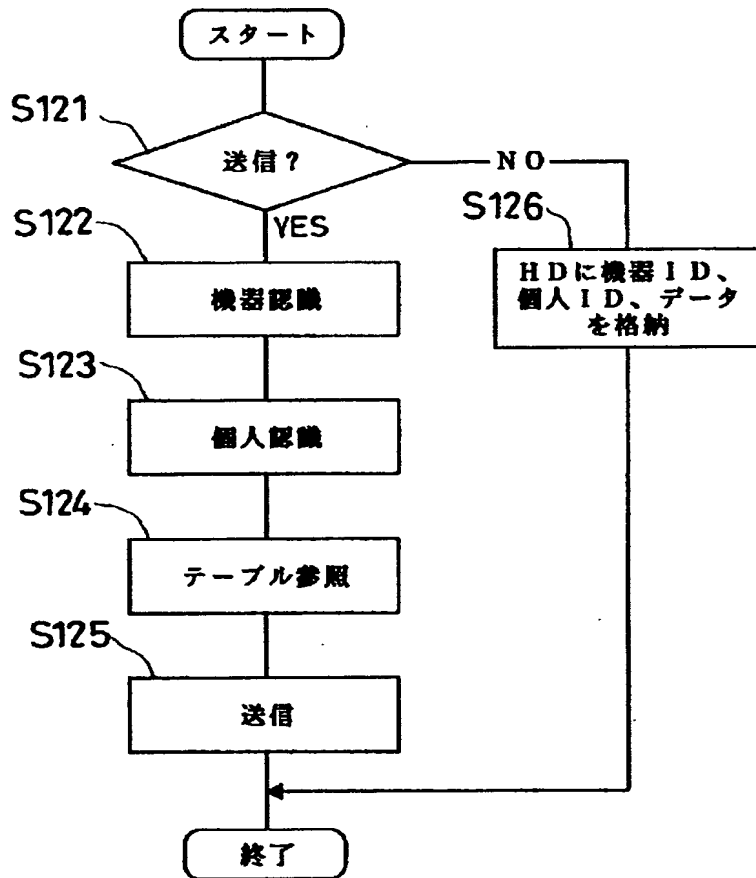 スタート
S121
送信?
NO
YES
S126
HDに機器ID、
個人ID、データ
を格納
S122
機器認識
S123
個人認識
S124
テーブル参照
S125
送信
終了